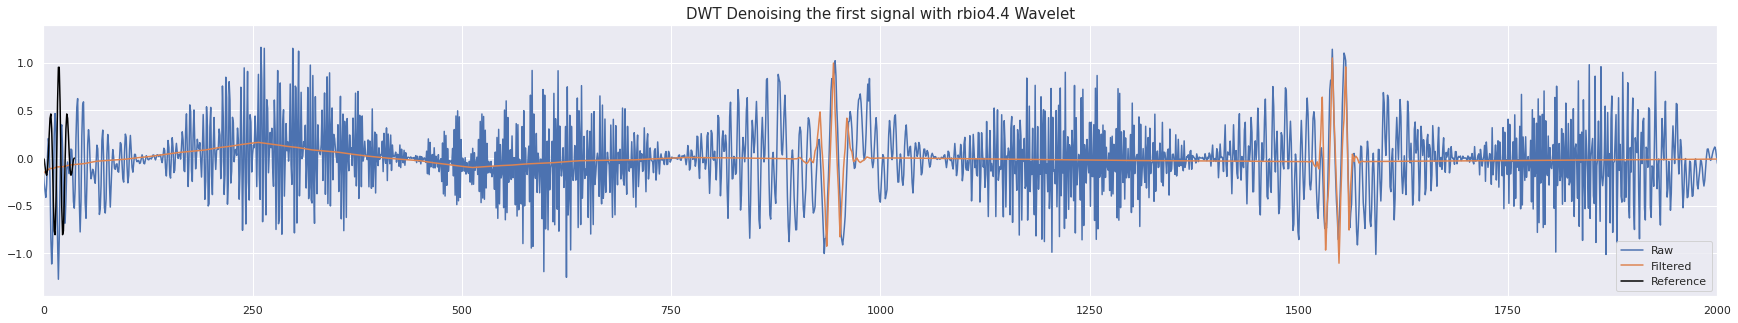 DWT Denoising the first signal with rbio4.4 Wavelet
1.0
0.5
0.0
−0.5
−1.0
Raw
Filtered
Reference
0 250 500 750 1000 1250 1500 1750 2000